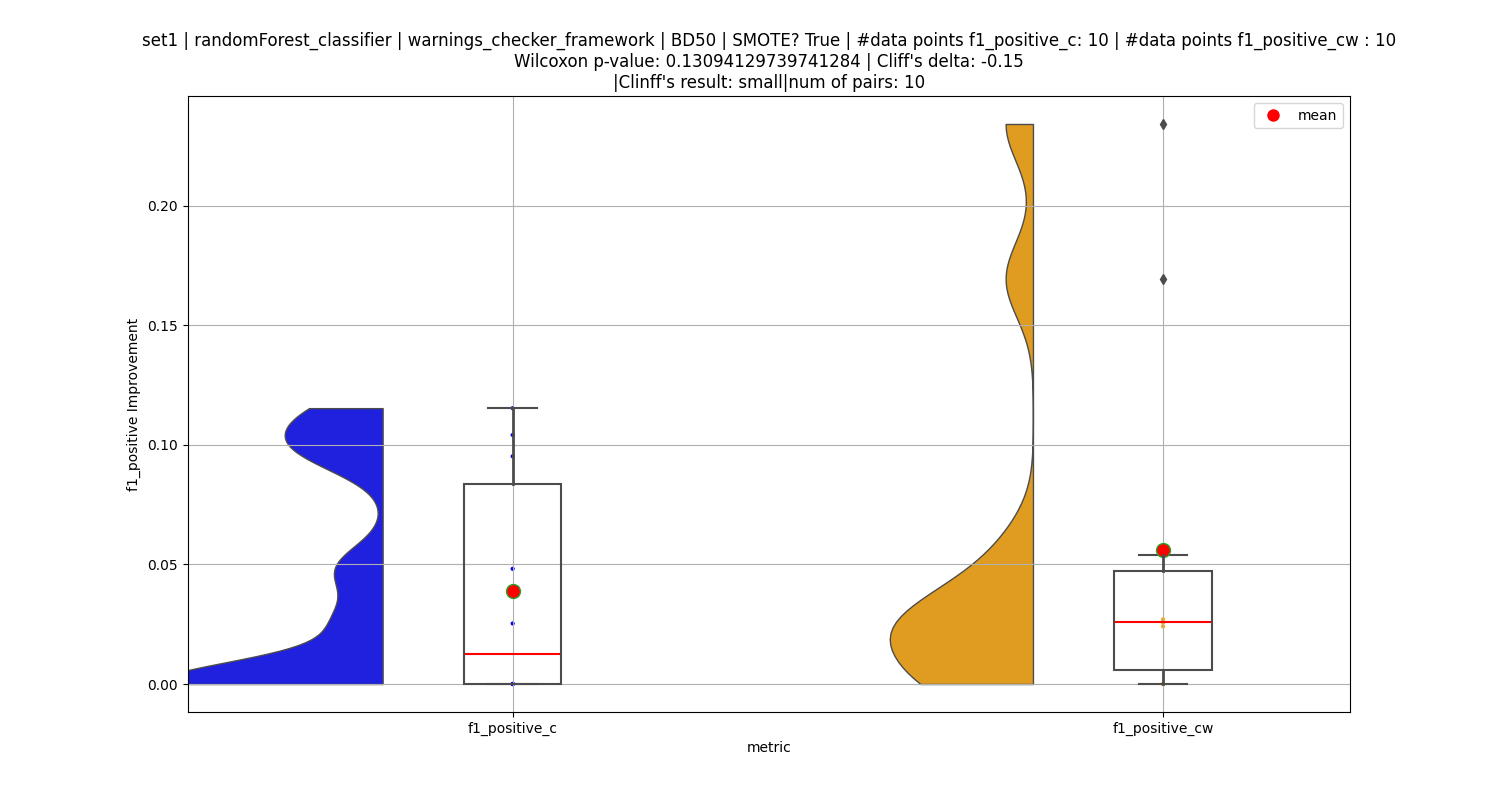 set1 | randomForest_classifier | warnings_checker_framework | BD50 | SMOTE? True | #data points f1_positive_c: 10 | #data points f1_positive_cw : 10
Wilcoxon p-value: 0.13094129739741284 | Cliff's delta: -0.15
|Clinff's result: small|num of pairs: 10
mean
0.20
0.15
0.10
0.05
0.00
f1_positive Improvement
f1_positive_c
f1_positive_cw
metric